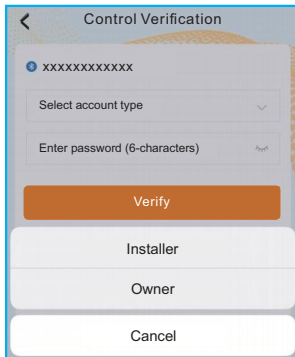 Control Verification
xxxxxxxxxxxx
Select account type
Enter password (6-characters)
Verify
Installer
Owner
Cancel